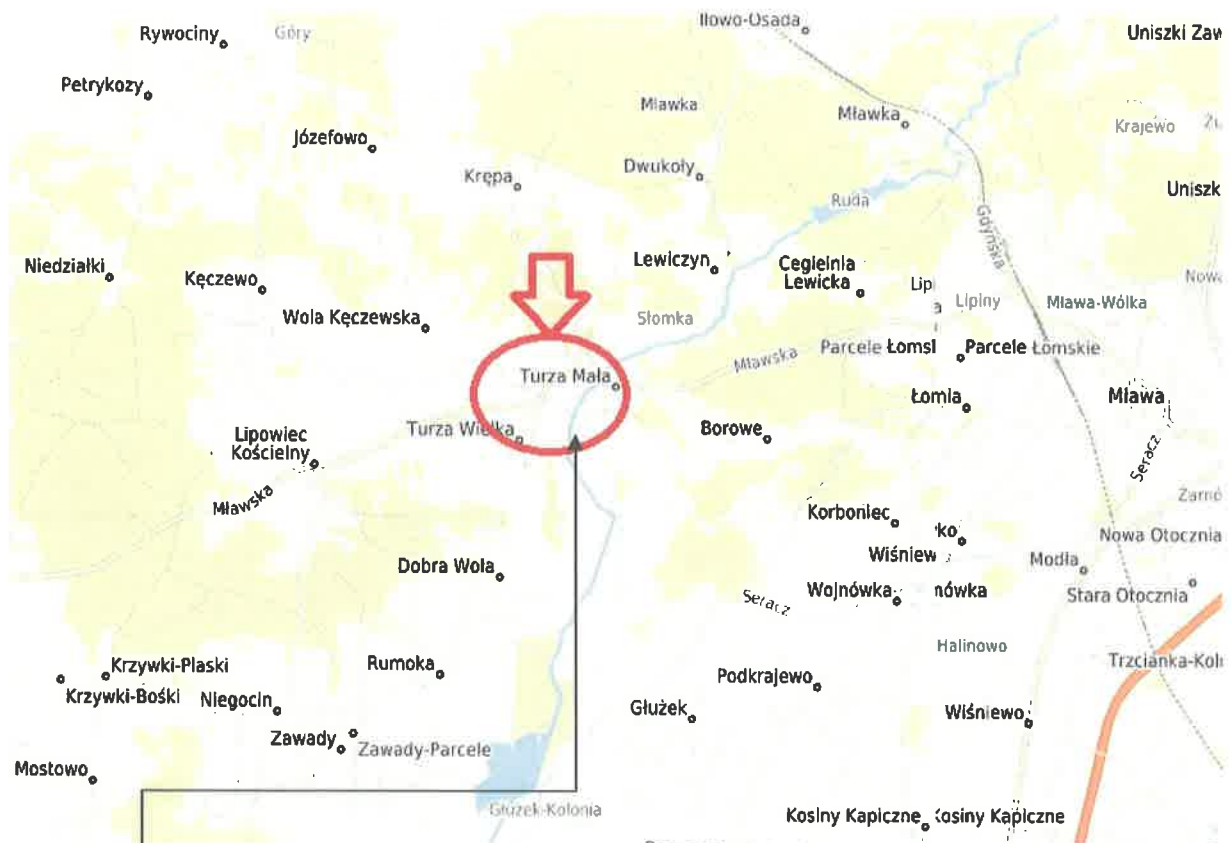 Iłowo-Osada
Rywociny
Góry
Uniszki Zaw
Petrykozy
Mławka
Mławka
Krajewo
Józefowo
Dwukoły
Krępa
Uniszk
Ruda
Gdyńska
Niedziałki
Kęczewo
Lewiczyn
Cegielnia
Lewicka
Lip
a
Lipiny
Nowa
Mława-Wólka
Wola Kęczewska
Słomka
Mławska
Parcele Łomsl
Parcele Łomskie
Turza Mała
Łomia
Mława
Turza Wielka
Borowe
Lipowiec
Kościelny
Seracz
Mławska
Korboniec
ko
Wiśniew
Nowa Otocznia
Modła
Dobra Wola
Wojnówka
nówka
Seracz
Stara Otocznia
Halinowo
Krzywki-Plaski
Rumoka
Trzcianka-Kol
Krzywki-Bośki
Niegocin
Podkrajewo
Głużek
Wiśniewo
Zawady
Zawady-Parcele
Mostowo
Głużek-Kolonia
Kosiny Kapiczne
Kosiny Kapiczne